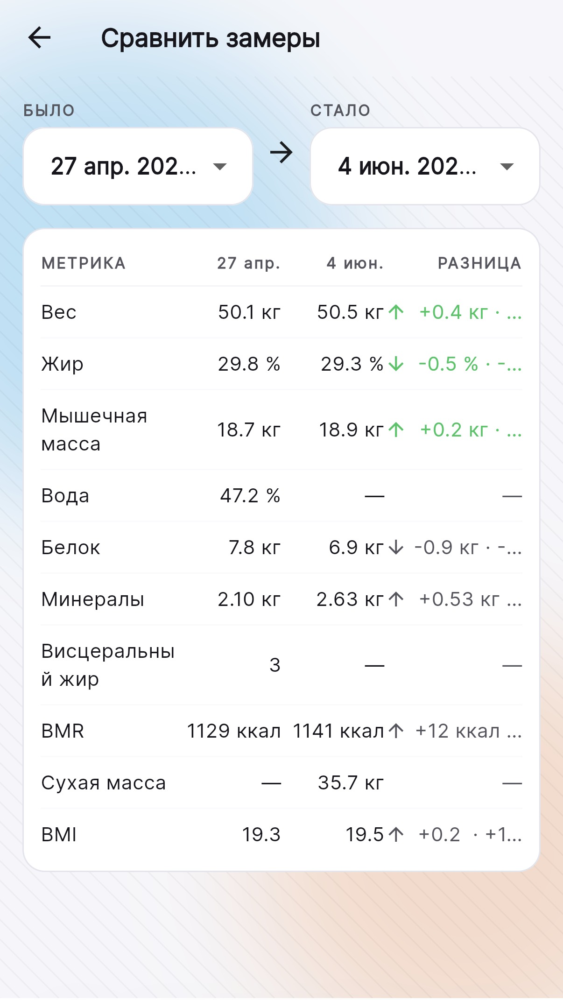 Сравнить замеры
БЫЛО
СТАЛО
27 апр. 202...
4 июн. 202...
МЕТРИКА 27 апр. 4 июн. РАЗНИЦА
Вес 50.1 кг 50.5 кг ↑ +0.4 кг · ...
Жир 29.8 % 29.3 % ↓ -0.5 % · -...
Мышечная
масса 18.7 кг 18.9 кг ↑ +0.2 кг · ...
Вода 47.2 % — —
Белок 7.8 кг 6.9 кг ↓ -0.9 кг · -...
Минералы 2.10 кг 2.63 кг ↑ +0.53 кг ...
Висцеральны
й жир 3 — —
BMR 1129 ккал 1141 ккал ↑ +12 ккал ...
Сухая масса — 35.7 кг —
BMI 19.3 19.5 ↑ +0.2 · +1...